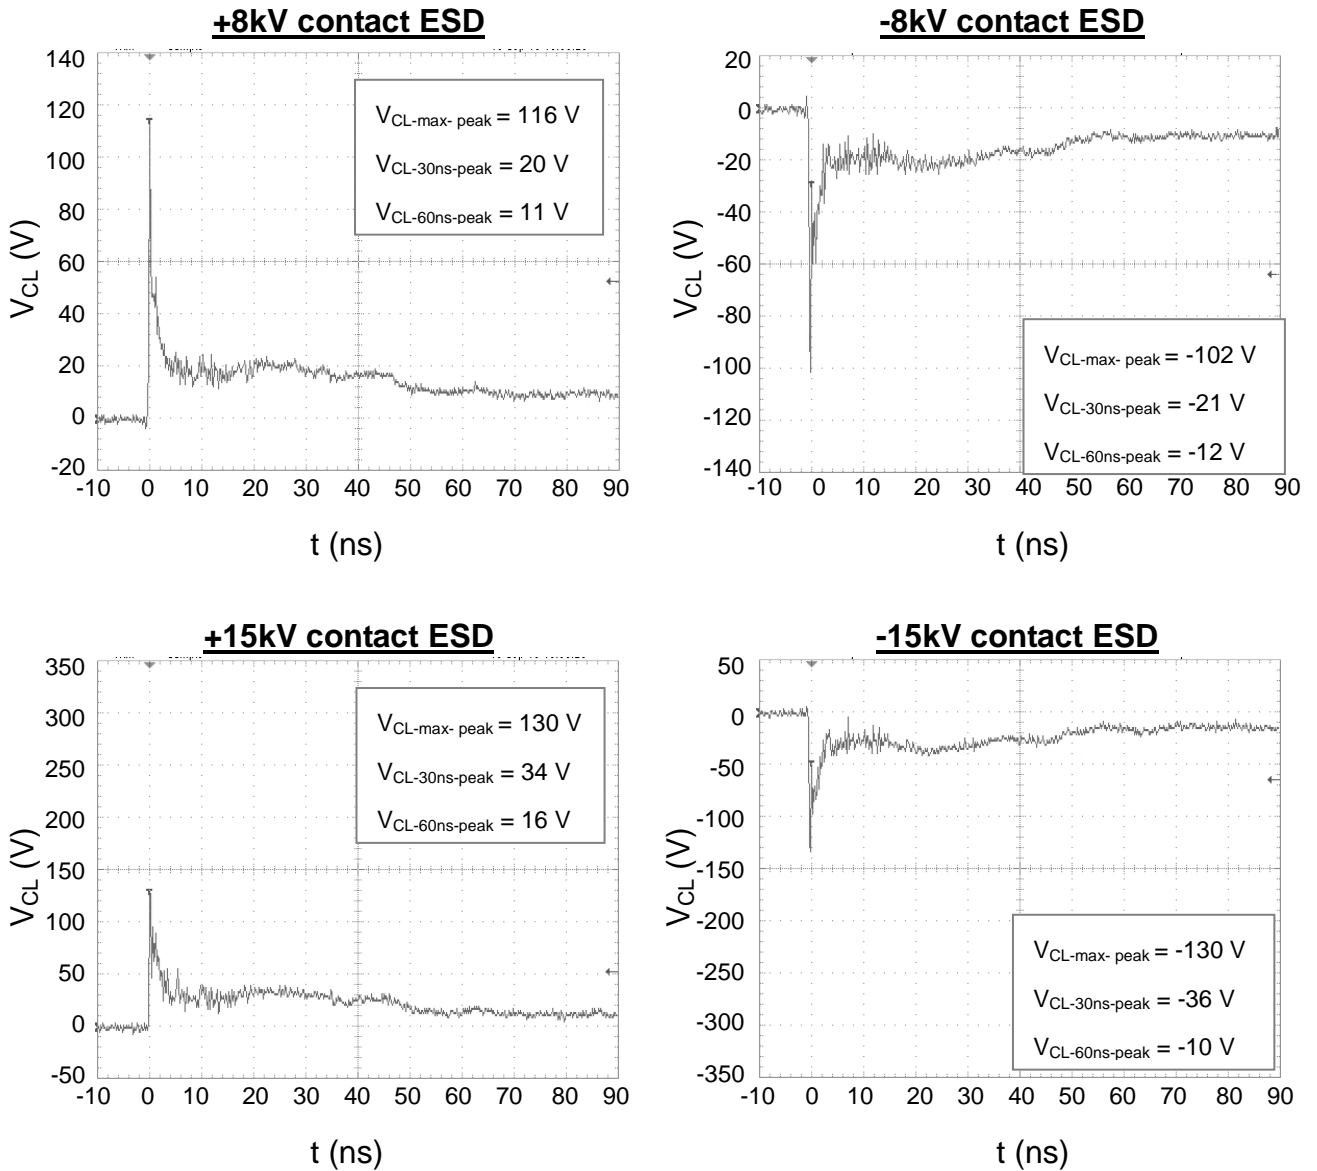 +8kV contact ESD
140
120
100
80
60
40
20
0
-20
VCL (V)
VCL-max- peak = 116 V
VCL-30ns-peak = 20 V
VCL-60ns-peak = 11 V
-10 0 10 20 30 40 50 60 70 80 90
t (ns)
-8kV contact ESD
20
0
-20
-40
-60
-80
-100
-120
-140
VCL (V)
VCL-max- peak = -102 V
VCL-30ns-peak = -21 V
VCL-60ns-peak = -12 V
-10 0 10 20 30 40 50 60 70 80 90
t (ns)
+15kV contact ESD
350
300
250
200
150
100
50
0
-50
VCL (V)
VCL-max- peak = 130 V
VCL-30ns-peak = 34 V
VCL-60ns-peak = 16 V
-10 0 10 20 30 40 50 60 70 80 90
t (ns)
-15kV contact ESD
50
0
-50
-100
-150
-200
-250
-300
-350
VCL (V)
VCL-max- peak = -130 V
VCL-30ns-peak = -36 V
VCL-60ns-peak = -10 V
-10 0 10 20 30 40 50 60 70 80 90
t (ns)